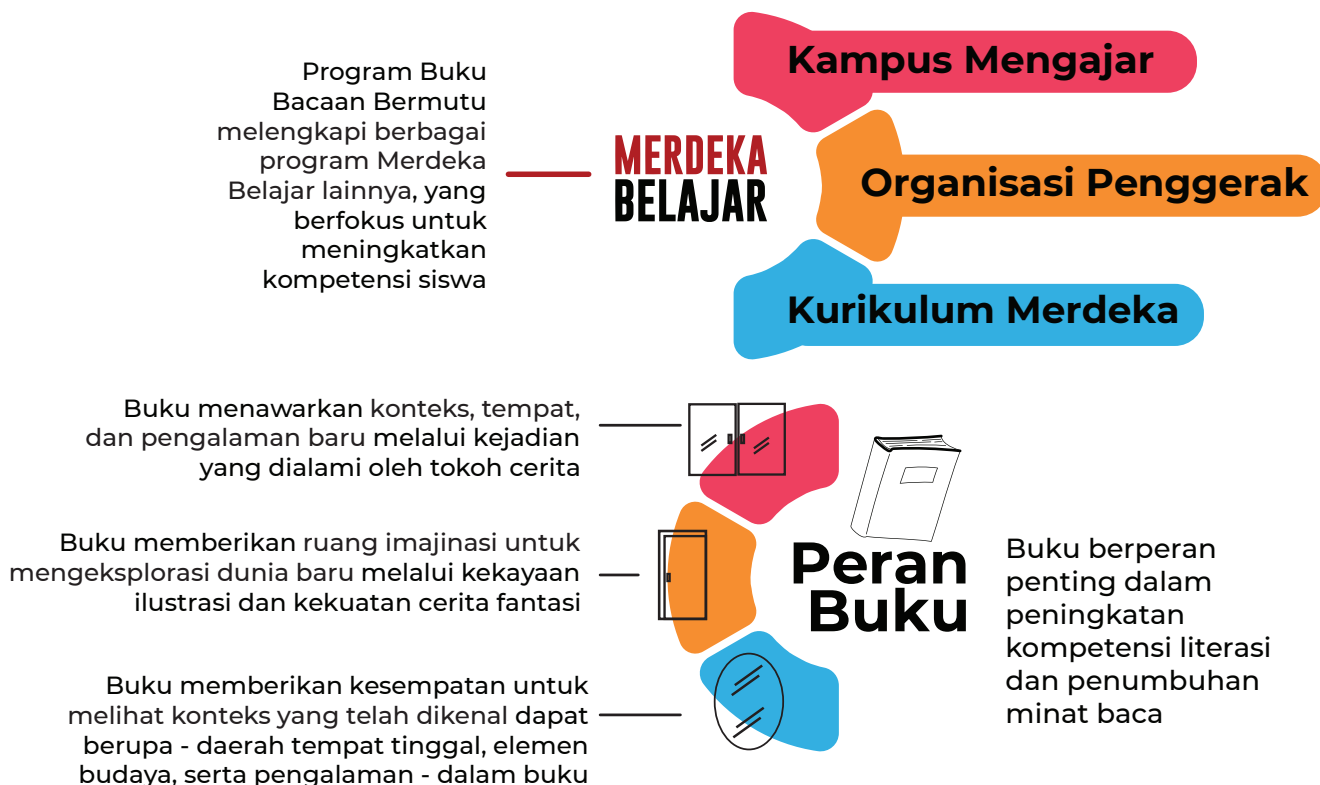 Program Buku
Bacaan Bermutu
melengkapi berbagai
program Merdeka
Belajar lainnya, yang
berfokus untuk
meningkatkan
kompetensi siswa
MERDEKA
BELAJAR
Kampus Mengajar
Organisasi Penggerak
Kurikulum Merdeka
Buku menawarkan konteks, tempat,
dan pengalaman baru melalui kejadian
yang dialami oleh tokoh cerita
Buku memberikan ruang imajinasi untuk
mengeksplorasi dunia baru melalui kekayaan
ilustrasi dan kekuatan cerita fantasi
Buku memberikan kesempatan untuk
melihat konteks yang telah dikenal dapat
berupa - daerah tempat tinggal, elemen
budaya, serta pengalaman - dalam buku
Peran
Buku
Buku berperan
penting dalam
peningkatan
kompetensi literasi
dan penumbuhan
minat baca